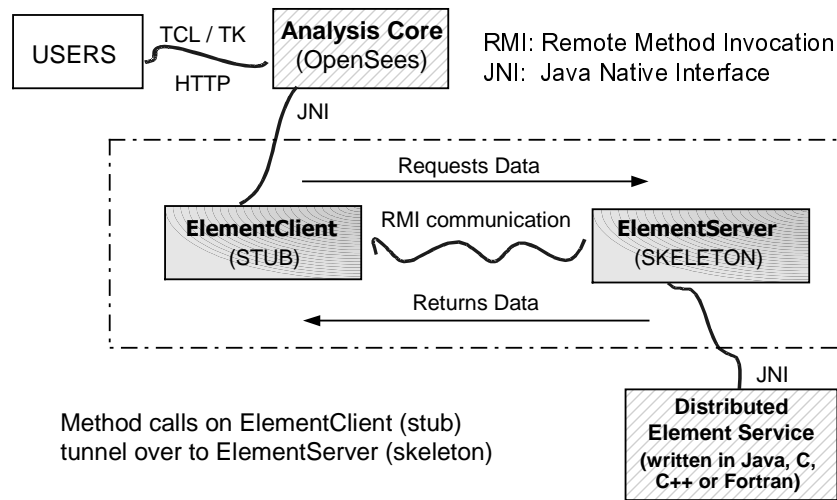 USERS
TCL / TK
HTTP
Analysis Core
(OpenSees)
RMI: Remote Method Invocation
JNI: Java Native Interface
JNI
Requests Data
ElementClient
(STUB)
RMI communication
ElementServer
(SKELETON)
Returns Data
JNI
Method calls on ElementClient (stub)
tunnel over to ElementServer (skeleton)
Distributed
Element Service
(written in Java, C,
C++ or Fortran)